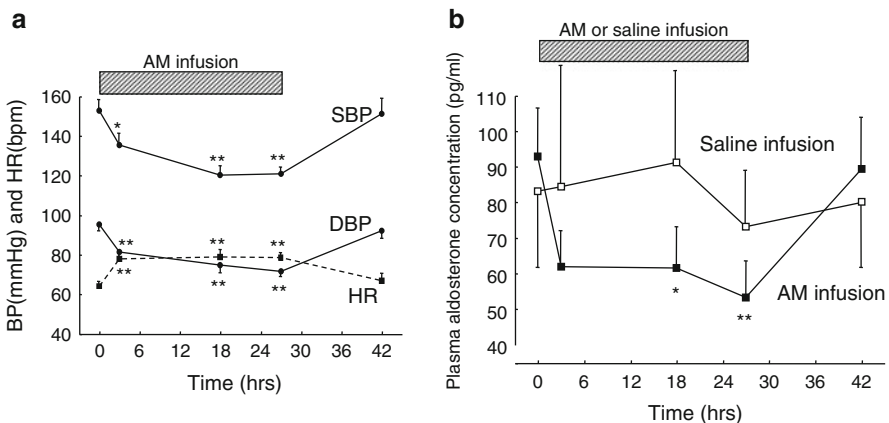 a
AM infusion
BP(mmHg) and HR(bpm)
160
140
120
100
80
60
40
SBP
DBP
HR
*
**
**
**
**
**
**
**
**
0 6 12 18 24 30 36 42
Time (hrs)
b
AM or saline infusion
Plasma aldosterone concentration (pg/ml)
110
100
90
80
70
60
50
40
Saline infusion
AM infusion
*
**
0 6 12 18 24 30 36 42
Time (hrs)